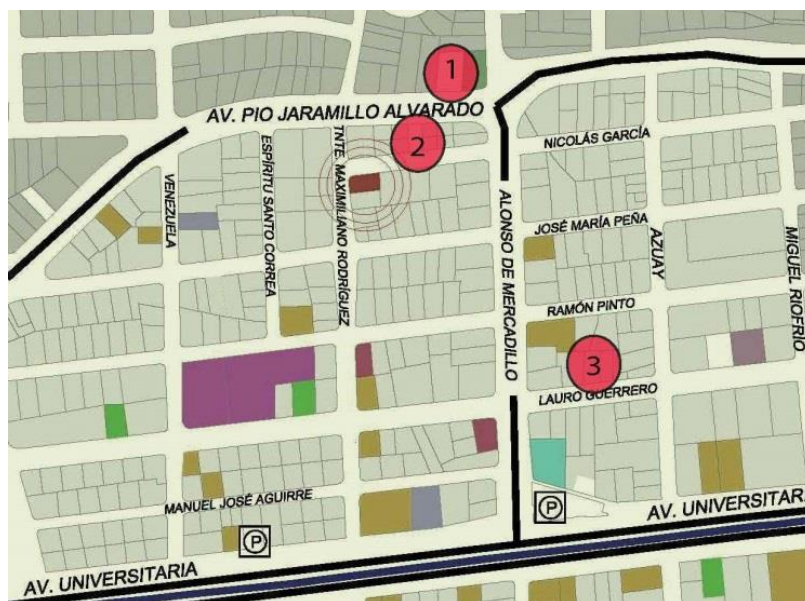 1
AV. PIO JARAMILLO ALVARADO
2
NICOLÁS GARCÍA
ESPÍRITU SANTO CORREA
TNTE. MAXIMILIANO RODRÍGUEZ
VENEZUELA
ALONSO DE MERCADILLO
JOSÉ MARÍA PEÑA
AZUAY
MIGUEL RIOFRÍO
RAMÓN PINTO
3
LAURO GUERRERO
MANUEL JOSÉ AGUIRRE
P
P
AV. UNIVERSITARI
AV. UNIVERSITARIA